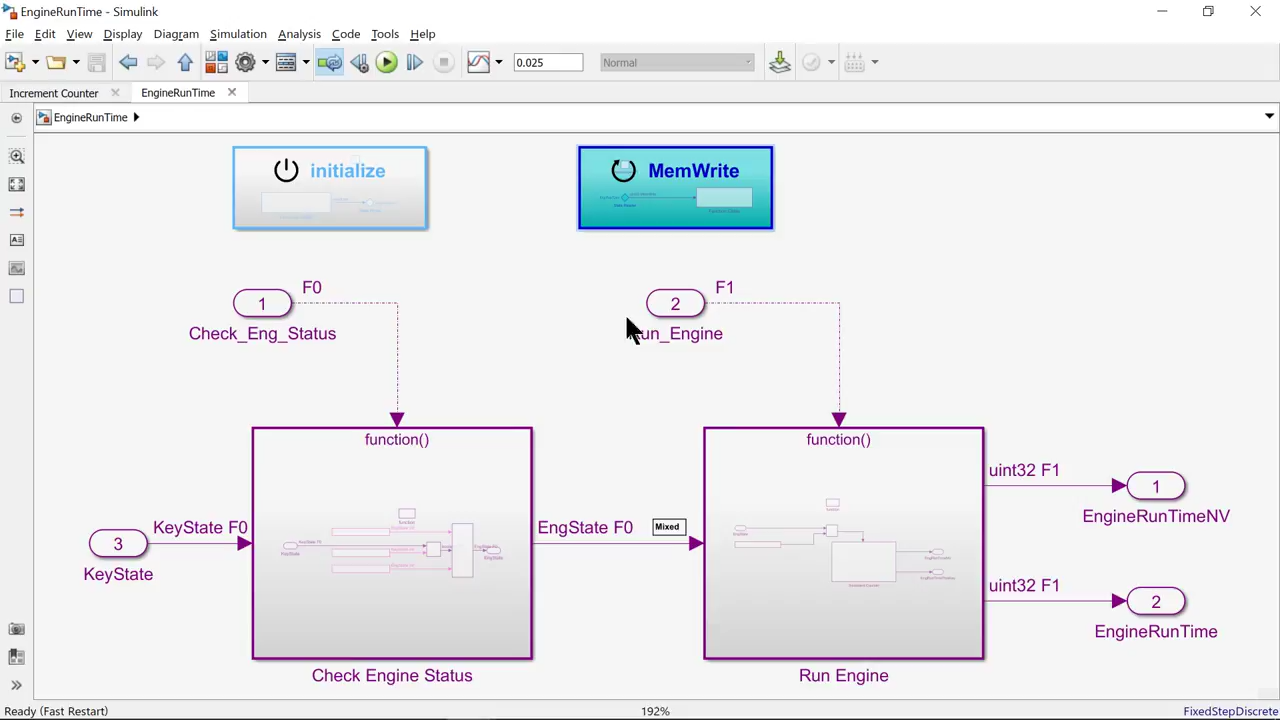 EngineRunTime - Simulink
File Edit View Display Diagram Simulation Analysis Code Tools Help
0.025 Normal
Increment Counter EngineRunTime
EngineRunTime
initialize MemWrite
F0 F1
1 2
Check_Eng_Status un_Engine
function() function()
uint32 F1
1
KeyState F0 EngState F0 Mixed
EngineRunTimeNV
3
KeyState
uint32 F1
2
EngineRunTime
Check Engine Status Run Engine
Ready (Fast Restart) 192% FixedStepDiscrete